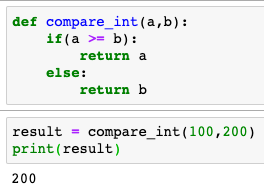 def compare_int(a,b):
    if(a >= b):
        return a
    else:
        return b
result = compare_int(100,200)
print(result)
200